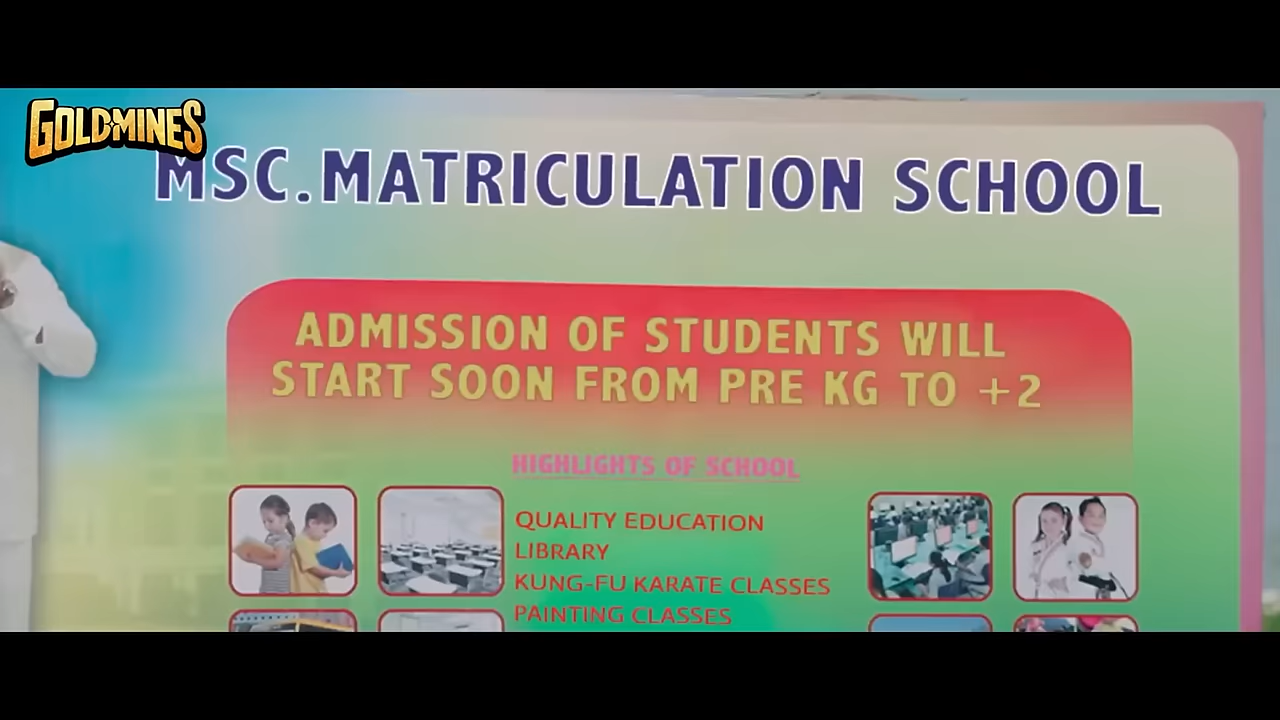 GOLDMINES
MSC.MATRICULATION SCHOOL
ADMISSION OF STUDENTS WILL
START SOON FROM PRE KG TO +2
HIGHLIGHTS OF SCHOOL
QUALITY EDUCATION
LIBRARY
KUNG-FU KARATE CLASSES
PAINTING CLASSES